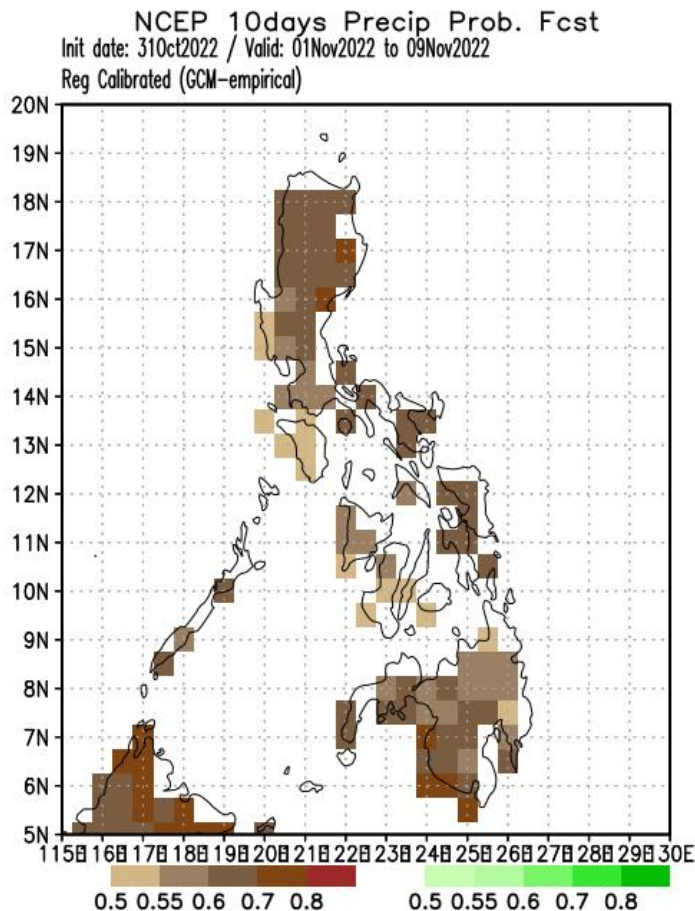 NCEP 10days Precip Prob. Fcst
Init date: 31Oct2022 / Valid: 01Nov2022 to 09Nov2022
Reg Calibrated (GCM-empirical)
20N
19N
18N
17N
16N
15N
14N
13N
12N
11N
10N
9N
8N
7N
6N
5N
115E 116E 117E 118E 119E 120E 121E 122E 123E 124E 125E 126E 127E 128E 129E 130E
0.5 0.55 0.6 0.7 0.8 0.5 0.55 0.6 0.7 0.8